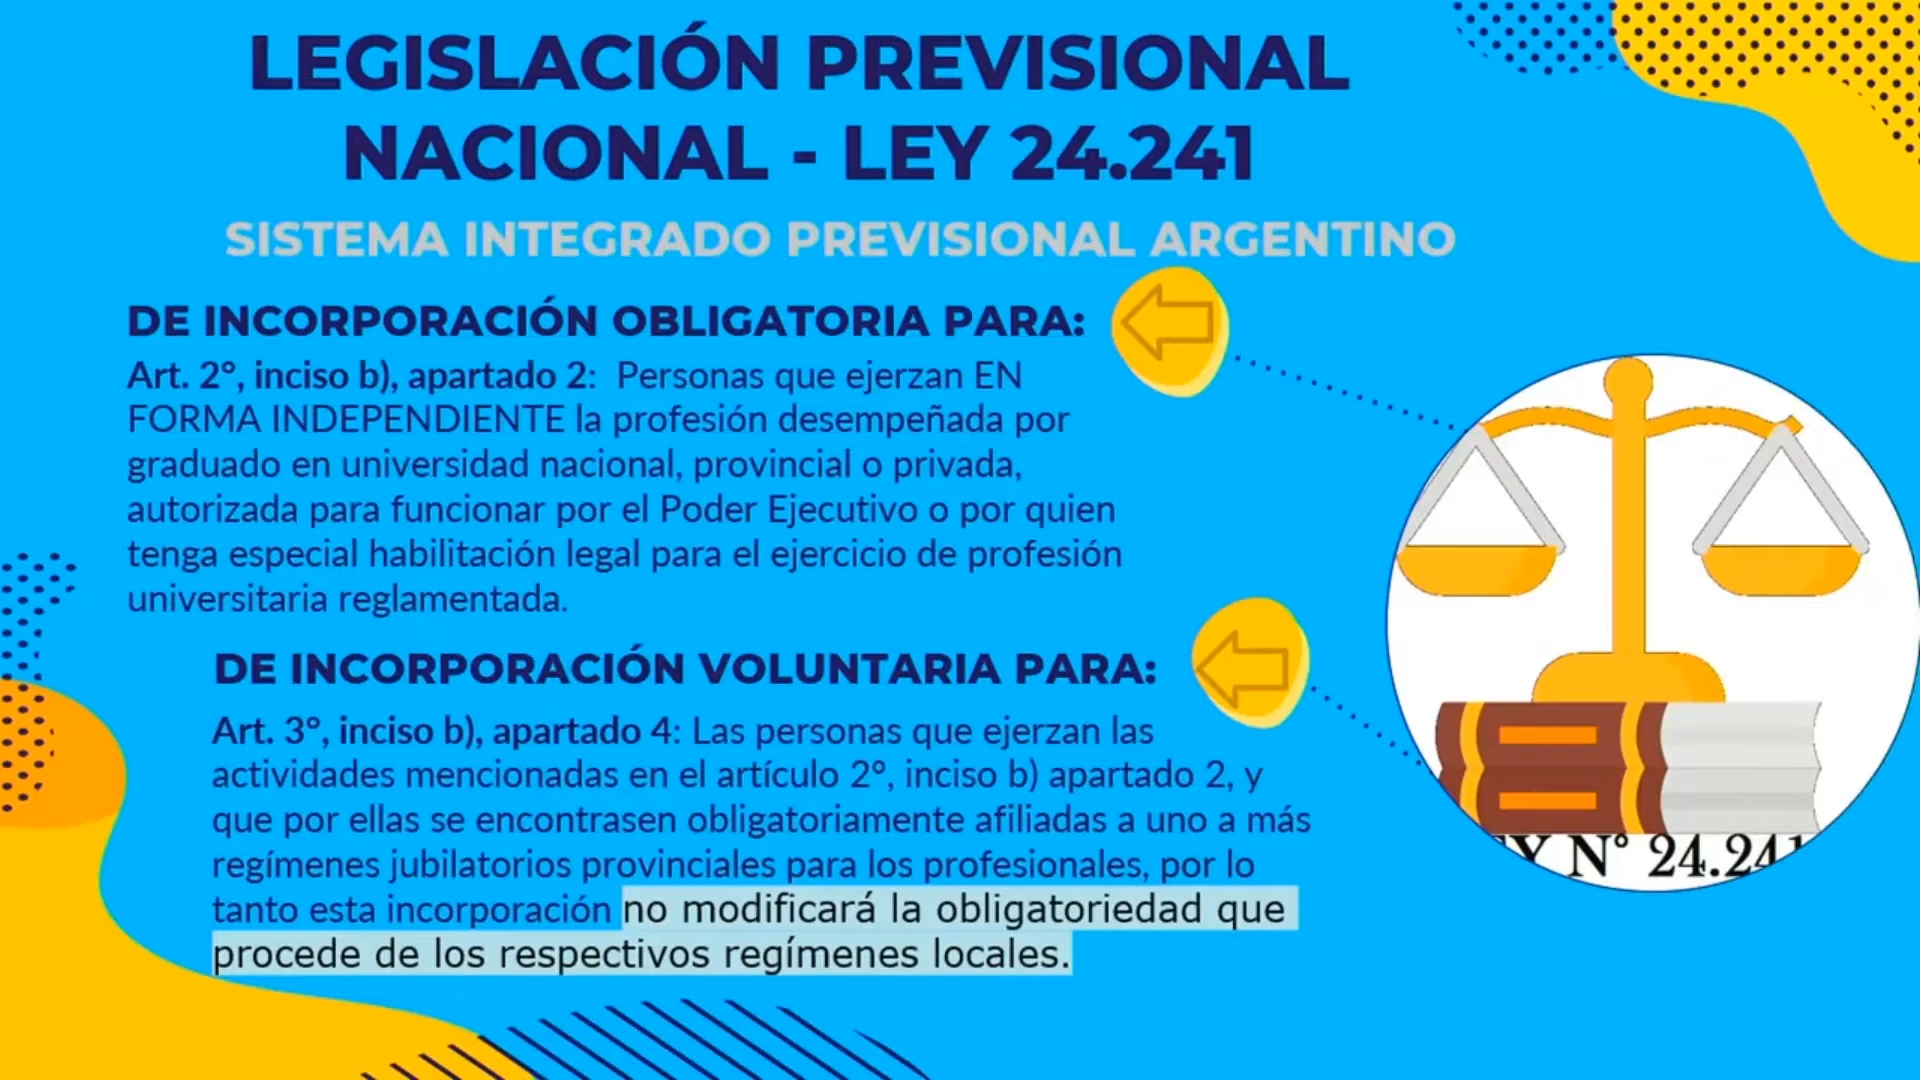 LEGISLACIÓN PREVISIONAL
NACIONAL - LEY 24.241
SISTEMA INTEGRADO PREVISIONAL ARGENTINO
DE INCORPORACIÓN OBLIGATORIA PARA:
Art. 2°, inciso b), apartado 2: Personas que ejerzan EN
FORMA INDEPENDIENTE la profesión desempeñada por
graduado en universidad nacional, provincial o privada,
autorizada para funcionar por el Poder Ejecutivo o por quien
tenga especial habilitación legal para el ejercicio de profesión
universitaria reglamentada.
DE INCORPORACIÓN VOLUNTARIA PARA:
Art. 3°, inciso b), apartado 4: Las personas que ejerzan las
actividades mencionadas en el artículo 2°, inciso b) apartado 2, y
que por ellas se encontrasen obligatoriamente afiliadas a uno a más
regímenes jubilatorios provinciales para los profesionales, por lo
tanto esta incorporación no modificará la obligatoriedad que
procede de los respectivos regímenes locales.
N° 24.241